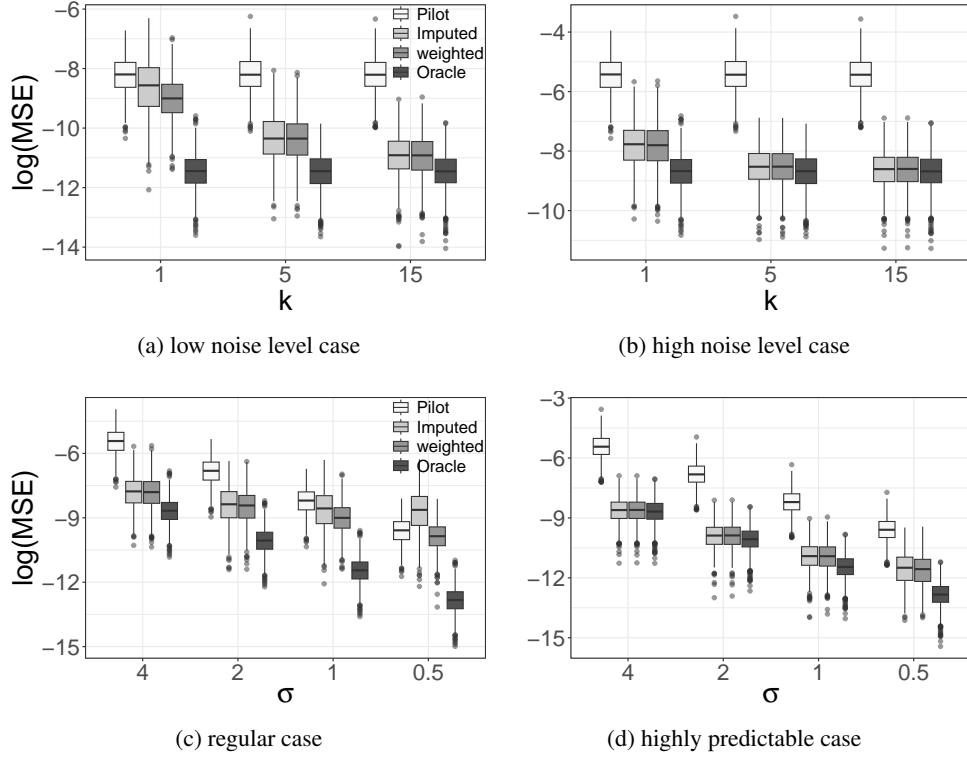 −6
−8
−10
−12
−14
log(MSE)
Pilot
Imputed
weighted
Oracle
1
5
15
k
(a) low noise level case
−4
−6
−8
−10
1
5
15
k
(b) high noise level case
−6
−9
−12
−15
log(MSE)
Pilot
Imputed
weighted
Oracle
4
2
1
0.5
σ
(c) regular case
−3
−6
−9
−12
−15
4
2
1
0.5
σ
(d) highly predictable case